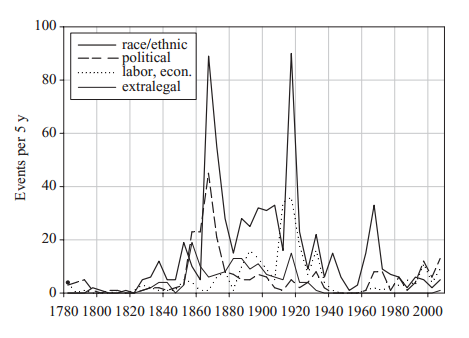 100
race/ethnic
political
labor, econ.
extralegal
80
60
40
20
0
Events per 5 y
1780 1800 1820 1840 1860 1880 1900 1920 1940 1960 1980 2000